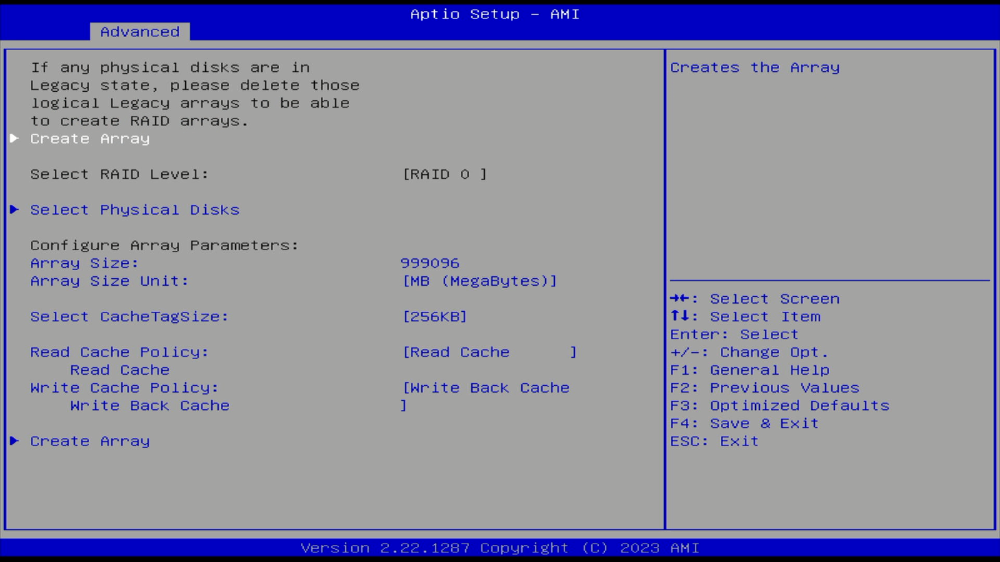 Aptio Setup – AMI
Advanced
If any physical disks are in
Legacy state, please delete those
logical Legacy arrays to be able
to create RAID arrays.
Create Array
Select RAID Level: [RAID 0 ]
Select Physical Disks
Configure Array Parameters:
Array Size: 999096
Array Size Unit: [MB (MegaBytes)]
Select CacheTagSize: [256KB]
Read Cache Policy: [Read Cache ]
Read Cache
Write Cache Policy: [Write Back Cache
Write Back Cache ]
Create Array
Creates the Array
→←: Select Screen
↑↓: Select Item
Enter: Select
+/-: Change Opt.
F1: General Help
F2: Previous Values
F3: Optimized Defaults
F4: Save & Exit
ESC: Exit
Version 2.22.1287 Copyright (C) 2023 AMI